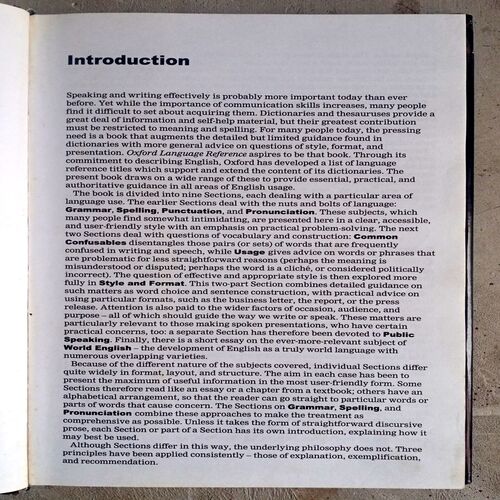 Introduction
Speaking and writing effectively is probably more important today than ever
before. Yet while the importance of communication skills increases, many people
find it difficult to set about acquiring them. Dictionaries and thesauruses provide a
great deal of information and self-help material, but their greatest contribution
must be restricted to meaning and spelling. For many people today, the pressing
need is a book that augments the detailed but limited guidance found in
dictionaries with more general advice on questions of style, format, and
presentation. Oxford Language Reference aspires to be that book. Through its
commitment to describing English, Oxford has developed a list of language
reference titles which support and extend the content of its dictionaries. The
present book draws on a wide range of these to provide essential, practical, and
authoritative guidance in all areas of English usage.
The book is divided into nine Sections, each dealing with a particular area of
language use. The earlier Sections deal with the nuts and bolts of language:
Grammar, Spelling, Punctuation, and Pronunciation. These subjects, which
many people find somewhat intimidating, are presented here in a clear, accessible,
and user-friendly style with an emphasis on practical problem-solving. The next
two Sections deal with questions of vocabulary and construction: Common
Confusables disentangles those pairs (or sets) of words that are frequently
confused in writing and speech, while Usage gives advice on words or phrases that
are problematic for less straightforward reasons (perhaps the meaning is
misunderstood or disputed; perhaps the word is a cliché, or considered politically
incorrect). The question of effective and appropriate style is then explored more
fully in Style and Format. This two-part Section combines detailed guidance on
such matters as word choice and sentence construction, with practical advice on
using particular formats, such as the business letter, the report, or the press
release. Attention is also paid to the wider factors of occasion, audience, and
purpose – all of which should guide the way we write or speak. These matters are
particularly relevant to those making spoken presentations, who have certain
practical concerns, too: a separate Section has therefore been devoted to Public
Speaking. Finally, there is a short essay on the ever-more-relevant subject of
World English – the development of English as a truly world language with
numerous overlapping varieties.
Because of the different nature of the subjects covered, individual Sections differ
quite widely in format, layout, and structure. The aim in each case has been to
present the maximum of useful information in the most user-friendly form. Some
Sections therefore read like an essay or a chapter from a textbook; others have an
alphabetical arrangement, so that the reader can go straight to particular words or
parts of words that cause concern. The Sections on Grammar, Spelling, and
Pronunciation combine these approaches to make the treatment as
comprehensive as possible. Unless it takes the form of straightforward discursive
prose, each Section or part of a Section has its own introduction, explaining how it
may best be used.
Although Sections differ in this way, the underlying philosophy does not. Three
principles have been applied consistently – those of explanation, exemplification,
and recommendation.